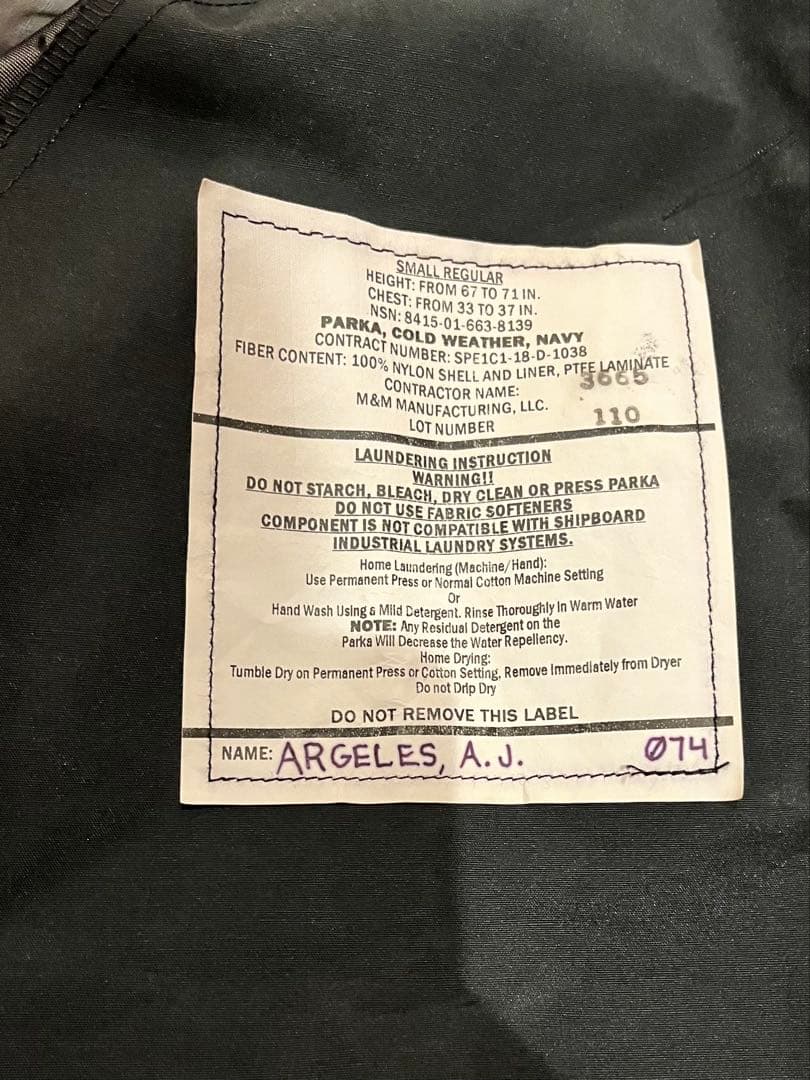 SMALL REGULAR
HEIGHT: FROM 67 TO 71 IN.
CHEST: FROM 33 TO 37 IN.
NSN: 8415-01-663-8139
PARKA, COLD WEATHER, NAVY
CONTRACT NUMBER: SPE1C1-18-D-1038
FIBER CONTENT: 100% NYLON SHELL AND LINER, PTFE LAMINATE
CONTRACTOR NAME: 3665
M&M MANUFACTURING, LLC.
LOT NUMBER 110
LAUNDERING INSTRUCTION
WARNING!!
DO NOT STARCH, BLEACH, DRY CLEAN OR PRESS PARKA
DO NOT USE FABRIC SOFTENERS
COMPONENT IS NOT COMPATIBLE WITH SHIPBOARD
INDUSTRIAL LAUNDRY SYSTEMS.
Home Laundering (Machine/Hand):
Use Permanent Press or Normal Cotton Machine Setting
Or
Hand Wash Using & Mild Detergent. Rinse Thoroughly In Warm Water
NOTE: Any Residual Detergent on the
Parka Will Decrease the Water Repellency.
Home Drying:
Tumble Dry on Permanent Press or Cotton Setting, Remove Immediately from Dryer
Do not Drip Dry
DO NOT REMOVE THIS LABEL
NAME: ARGELES, A.J. Ø74